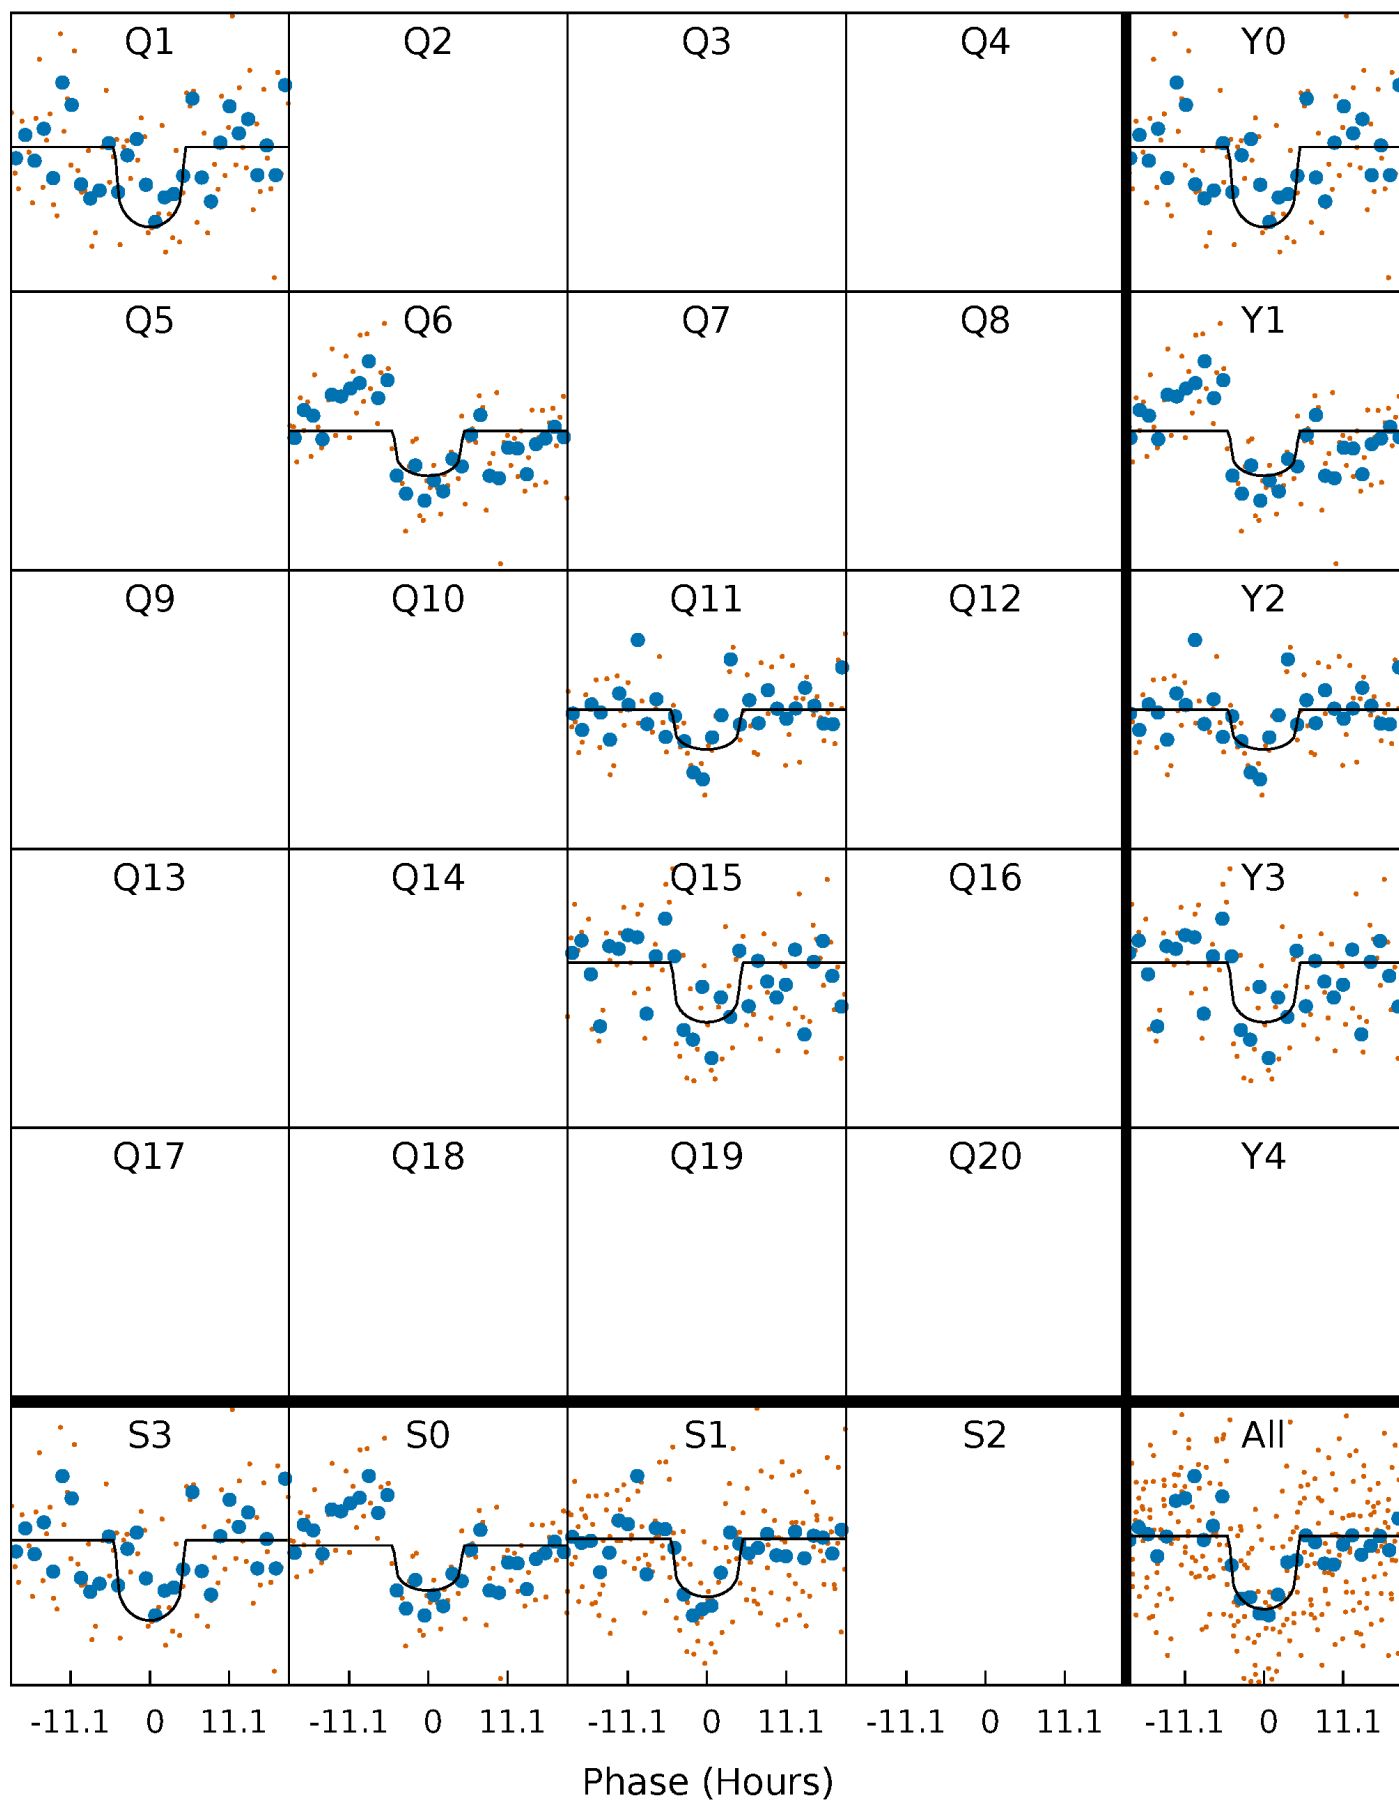 Q1 Q2 Q3 Q4 Y0
Q5 Q6 Q7 Q8 Y1
Q9 Q10 Q11 Q12 Y2
Q13 Q14 Q15 Q16 Y3
Q17 Q18 Q19 Q20 Y4
S3 S0 S1 S2 All
-11.1 0 11.1 -11.1 0 11.1 -11.1 0 11.1 -11.1 0 11.1 -11.1 0 11.1
Phase (Hours)